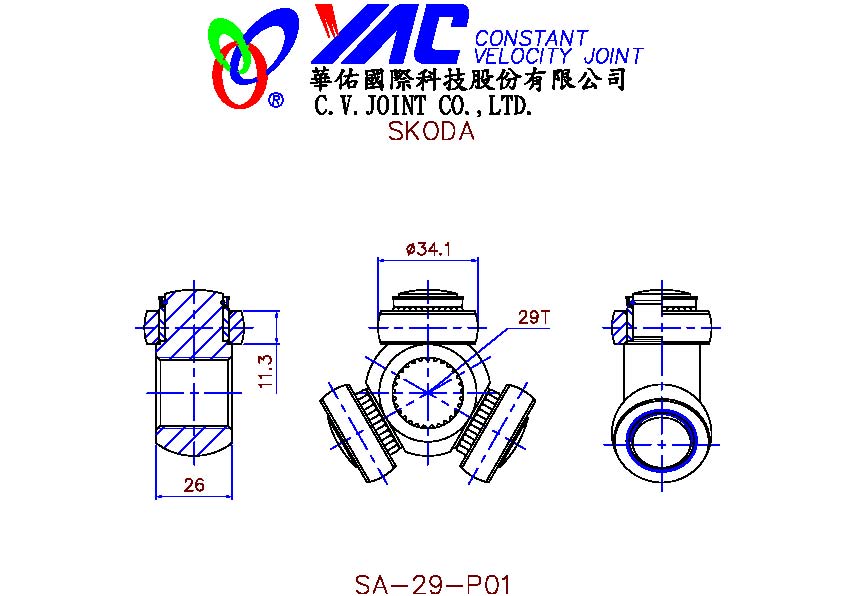 YAC CONSTANT
VELOCITY JOINT
®
華佑國際科技股份有限公司
C.V.JOINT CO.,LTD.
SKODA
ø34.1
29T
11.3
26
SA-29-P01